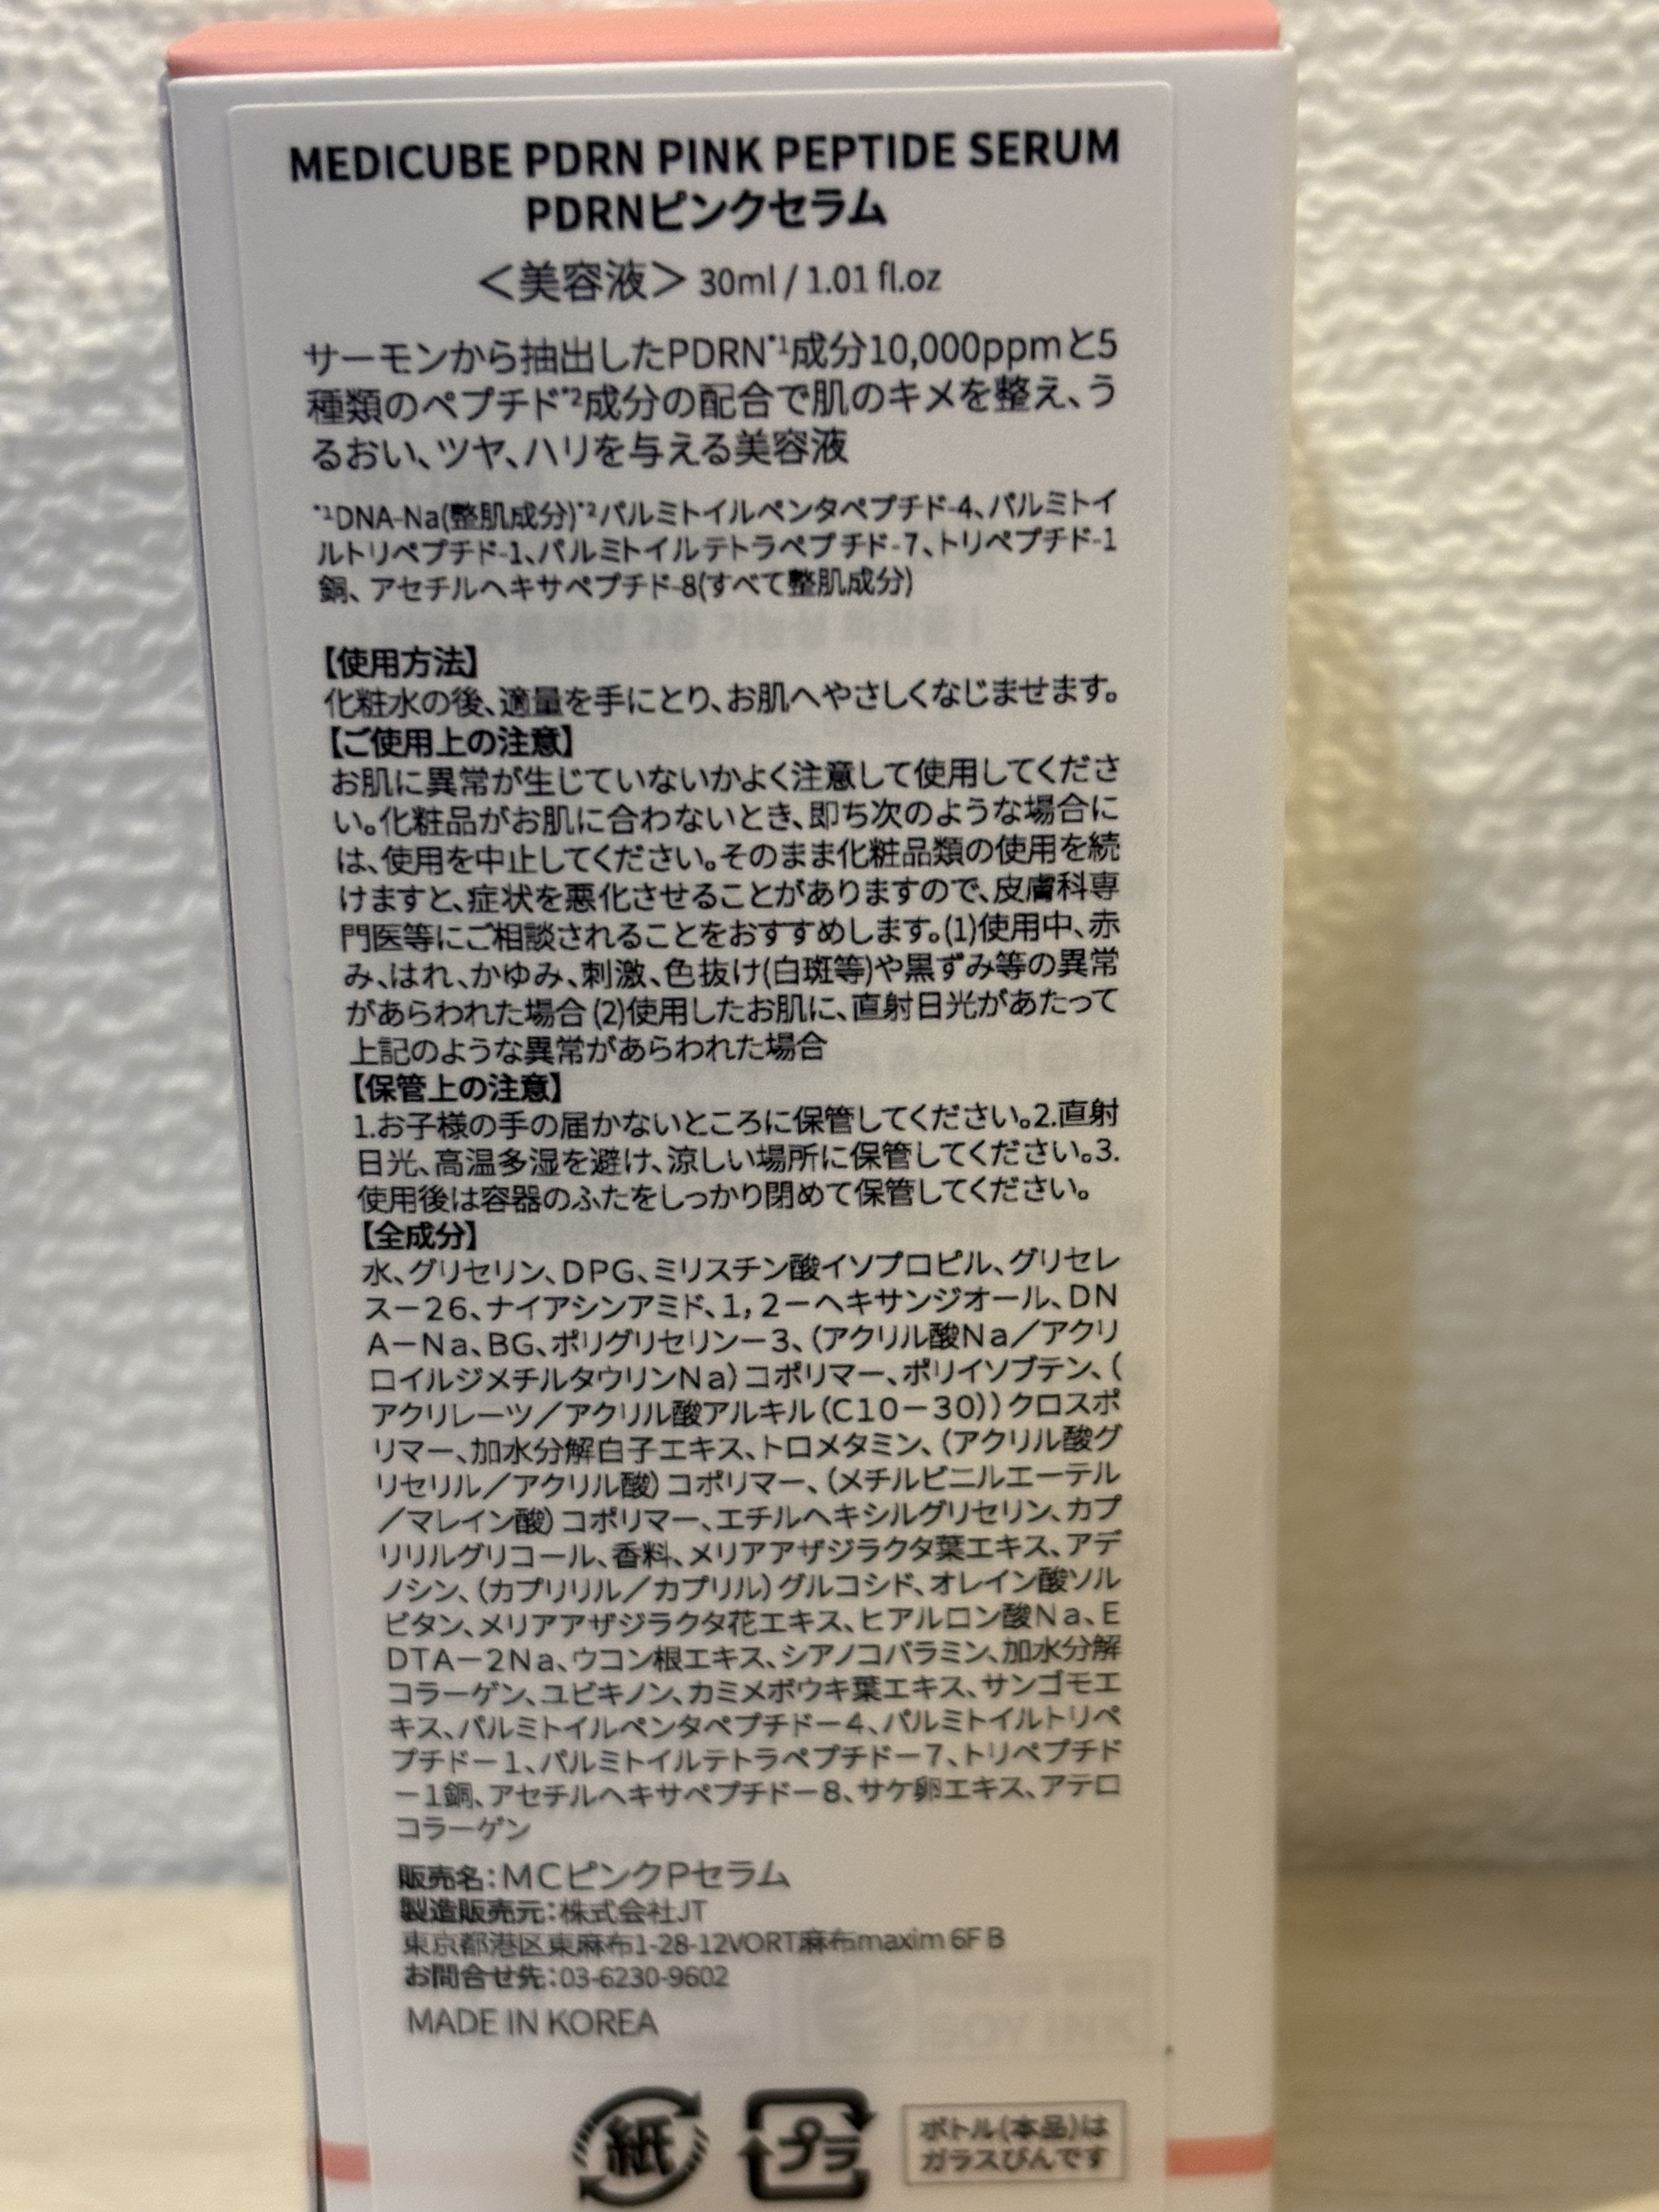 MEDICUBE PDRN PINK PEPTIDE SERUM
PDRNピンクセラム
＜美容液＞ 30ml / 1.01 fl.oz
サーモンから抽出したPDRN*1成分10,000ppmと5
種類のペプチド*2成分の配合で肌のキメを整え、う
るおい、ツヤ、ハリを与える美容液
*1DNA-Na(整肌成分)*2パルミトイルペンタペプチド-4、パルミトイ
ルトリペプチド-1、パルミトイルテトラペプチド-7、トリペプチド-1
銅、アセチルヘキサペプチド-8(すべて整肌成分)
【使用方法】
化粧水の後、適量を手にとり、お肌へやさしくなじませます。
【ご使用上の注意】
お肌に異常が生じていないかよく注意して使用してくださ
い。化粧品がお肌に合わないとき、即ち次のような場合に
は、使用を中止してください。そのまま化粧品類の使用を続
けますと、症状を悪化させることがありますので、皮膚科専
門医等にご相談されることをおすすめします。(1)使用中、赤
み、はれ、かゆみ、刺激、色抜け(白斑等)や黒ずみ等の異常
があらわれた場合 (2)使用したお肌に、直射日光があたって
上記のような異常があらわれた場合
【保管上の注意】
1.お子様の手の届かないところに保管してください。2.直射
日光、高温多湿を避け、涼しい場所に保管してください。3.
使用後は容器のふたをしっかり閉めて保管してください。
【全成分】
水、グリセリン、DPG、ミリスチン酸イソプロピル、グリセレ
スー26、ナイアシンアミド、1，2－ヘキサンジオール、DN
A－Na、BG、ポリグリセリン－3、（アクリル酸Na／アクリ
ロイルジメチルタウリンNa）コポリマー、ポリイソブテン、（
アクリレーツ／アクリル酸アルキル（C10－30））クロスポ
リマー、加水分解白子エキス、トロメタミン、（アクリル酸グ
リセリル／アクリル酸）コポリマー、（メチルビニルエーテル
／マレイン酸）コポリマー、エチルヘキシルグリセリン、カプ
リリルグリコール、香料、メリアアザジラクタ葉エキス、アデ
ノシン、（カプリリル／カプリル）グルコシド、オレイン酸ソル
ビタン、メリアアザジラクタ花エキス、ヒアルロン酸Na、E
DTA－2Na、ウコン根エキス、シアノコバラミン、加水分解
コラーゲン、ユビキノン、カミメボウキ葉エキス、サンゴモエ
キス、パルミトイルペンタペプチドー4、パルミトイルトリペ
プチドー1、パルミトイルテトラペプチドー7、トリペプチド
－1銅、アセチルヘキサペプチドー8、サケ卵エキス、アテロ
コラーゲン
販売名：MCピンクPセラム
製造販売元：株式会社JT
東京都港区東麻布1-28-12VORT麻布maxim 6F B
お問合せ先：03-6230-9602
MADE IN KOREA
紙
プラ
ボトル(本品)は
ガラスびんです